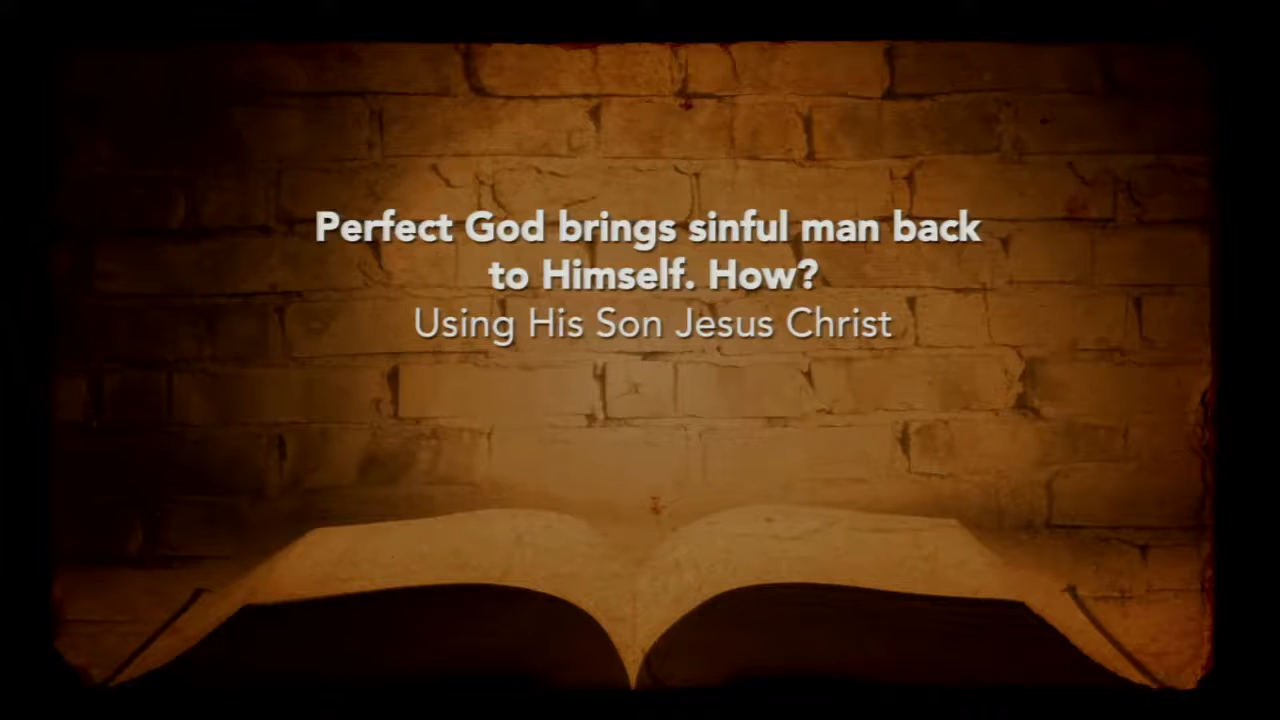 Perfect God brings sinful man back
to Himself. How?
Using His Son Jesus Christ